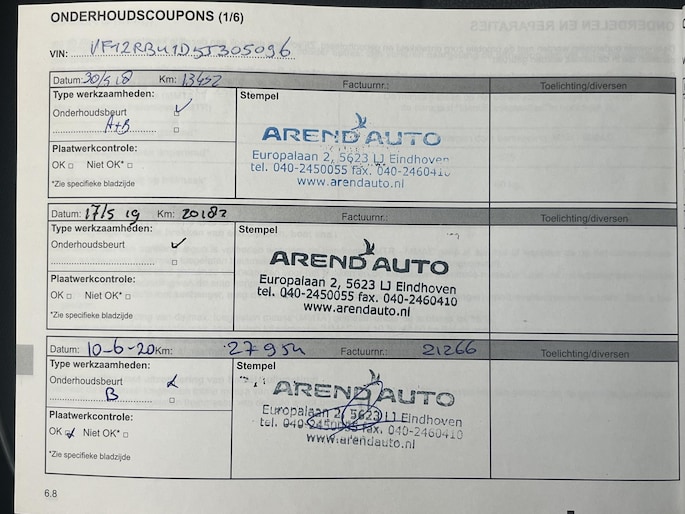 ONDERHOUDSCOUPONS (1/6)
VIN:
Datum: 30/5 18 Km: 13452 Factuurnr.: Toelichting/diversen
Type werkzaamheden: Stempel
Onderhoudsbeurt
A+B
AREND AUTO
Europalaan 2, 5623 LJ Eindhoven
tel. 040-2450055 fax. 040-2460410
www.arendauto.nl
Plaatwerkcontrole:
OK □ Niet OK* □
*Zie specifieke bladzijde
Datum: 17/5 19 Km: 20182 Factuurnr.: Toelichting/diversen
Type werkzaamheden: Stempel
Onderhoudsbeurt
AREND AUTO
Europalaan 2, 5623 LJ Eindhoven
tel. 040-2450055 fax. 040-2460410
www.arendauto.nl
Plaatwerkcontrole:
OK □ Niet OK* □
*Zie specifieke bladzijde
Datum: 10-6-20 Km: 27954 Factuurnr.: 21266 Toelichting/diversen
Type werkzaamheden: Stempel
Onderhoudsbeurt
B
AREND AUTO
Europalaan 2, 5623 LJ Eindhoven
tel. 040-2450055 fax. 040-2460410
www.arendauto.nl
Plaatwerkcontrole:
OK Niet OK* □
*Zie specifieke bladzijde
6.8